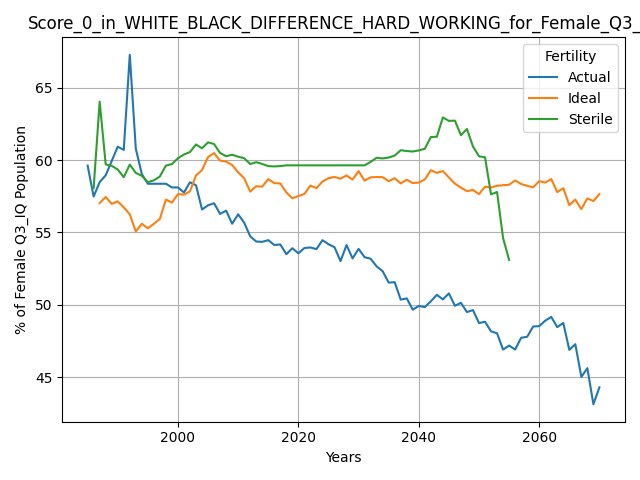 Score_0_in_WHITE_BLACK_DIFFERENCE_HARD_WORKING_for_Female_Q3_
Fertility
Actual
Ideal
Sterile
% of Female Q3_IQ Population
65
60
55
50
45
2000
2020
2040
2060
Years